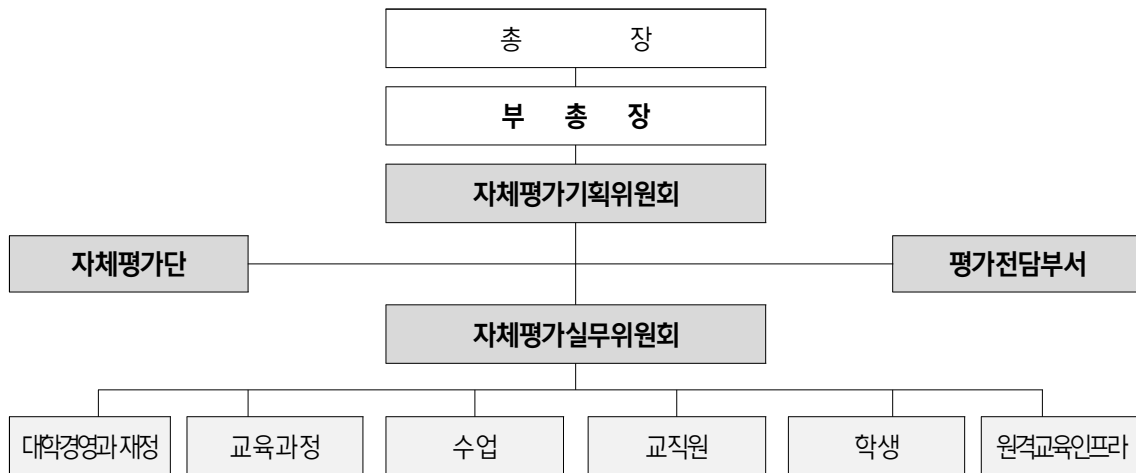 총 장
부 총 장
자체평가기획위원회
자체평가단
평가전담부서
자체평가실무위원회
대학경영과 재정
교육과정
수업
교직원
학생
원격교육인프라